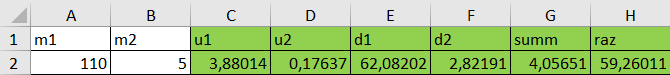 A B C D E F G H
1 m1 m2 u1 u2 d1 d2 summ raz
2 110 5 3,88014 0,17637 62,08202 2,82191 4,05651 59,26011